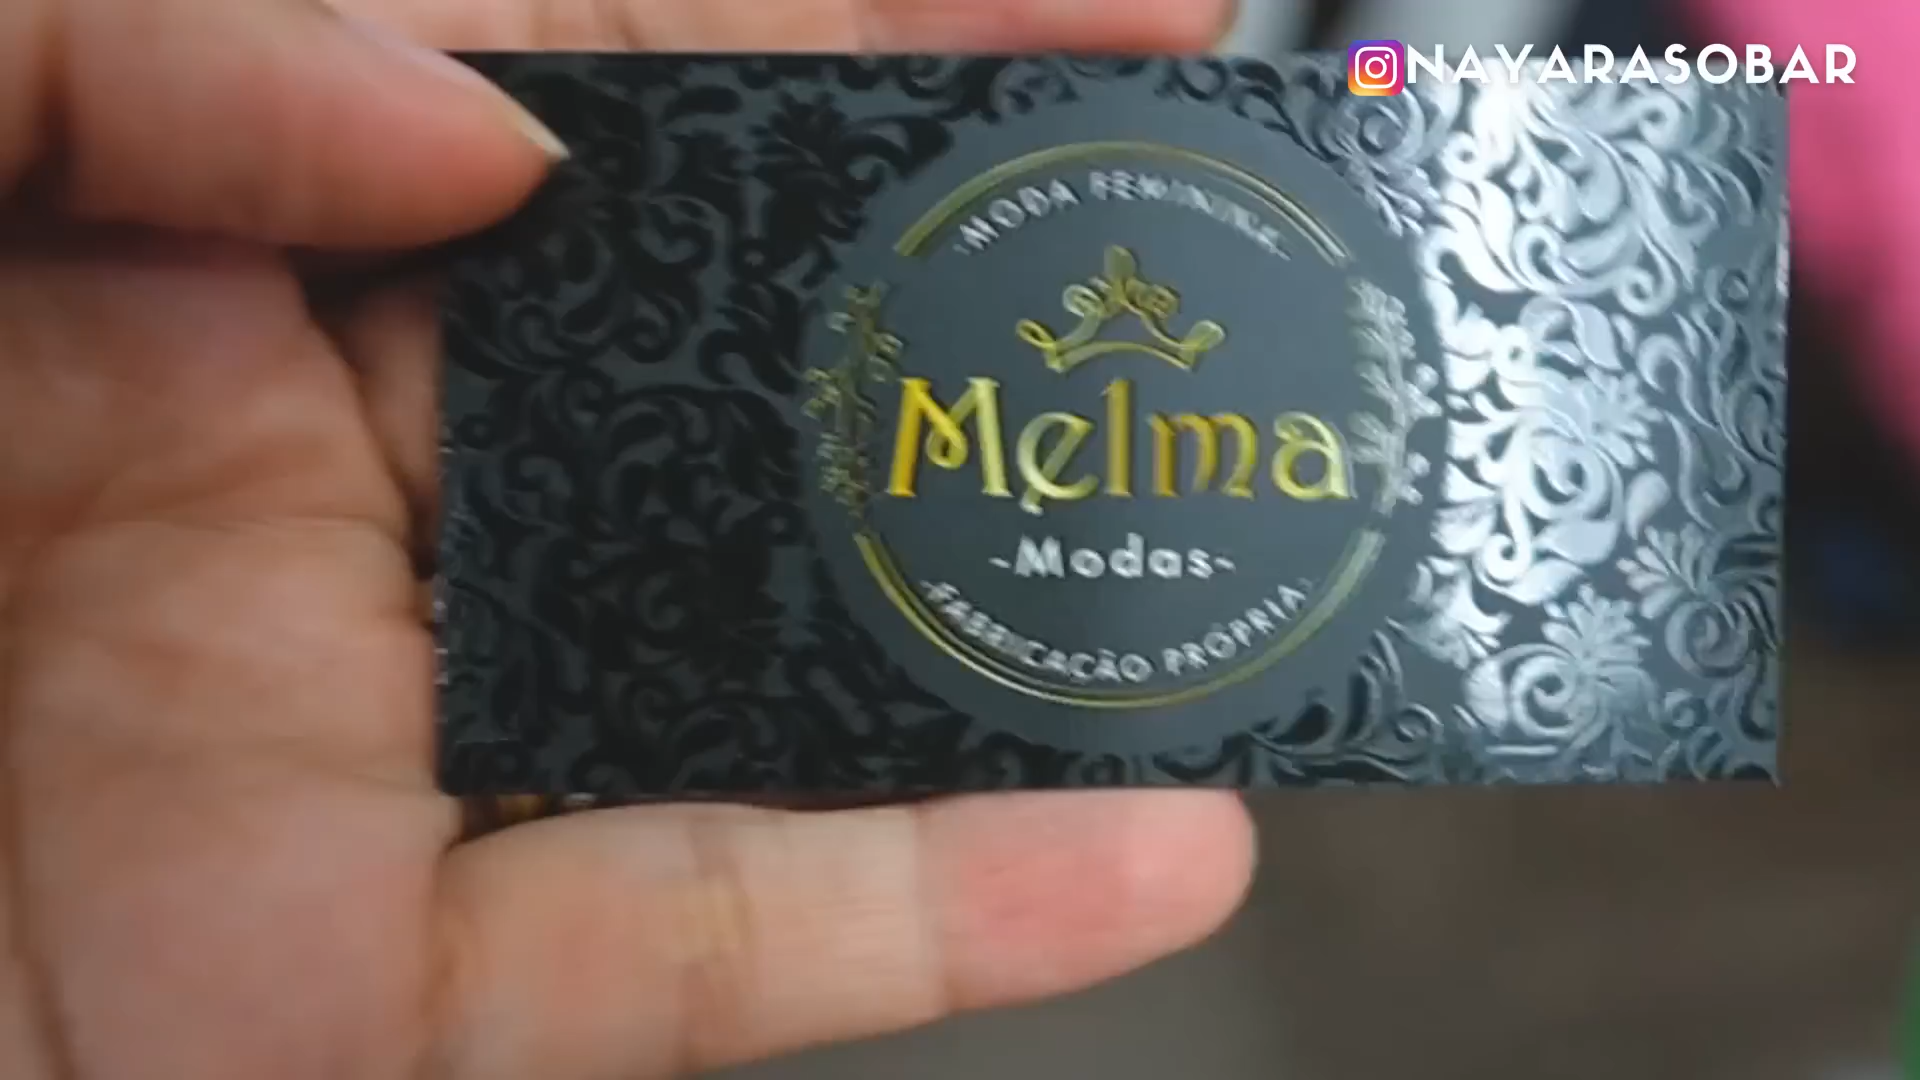 NAYARASOBAR
·MODA FEMININA·
Melma
-Modas-
·FABRICAÇÃO PRÓPRIA·